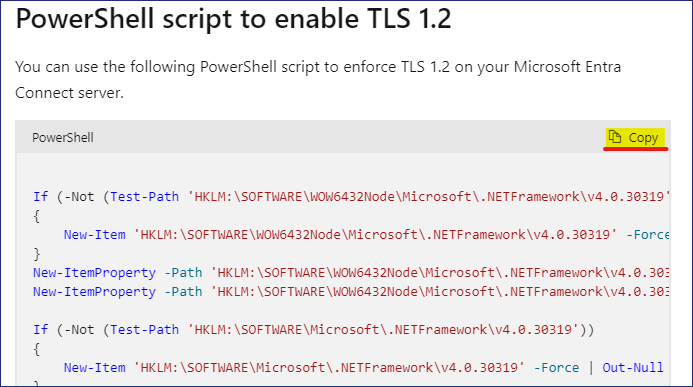 PowerShell script to enable TLS 1.2
You can use the following PowerShell script to enforce TLS 1.2 on your Microsoft Entra
Connect server.
PowerShell
Copy
If (-Not (Test-Path 'HKLM:\SOFTWARE\WOW6432Node\Microsoft\.NETFramework\v4.0.30319'
{
New-Item 'HKLM:\SOFTWARE\WOW6432Node\Microsoft\.NETFramework\v4.0.30319' -Force
}
New-ItemProperty -Path 'HKLM:\SOFTWARE\WOW6432Node\Microsoft\.NETFramework\v4.0.303
New-ItemProperty -Path 'HKLM:\SOFTWARE\WOW6432Node\Microsoft\.NETFramework\v4.0.303
If (-Not (Test-Path 'HKLM:\SOFTWARE\Microsoft\.NETFramework\v4.0.30319'))
{
New-Item 'HKLM:\SOFTWARE\Microsoft\.NETFramework\v4.0.30319' -Force | Out-Null
}